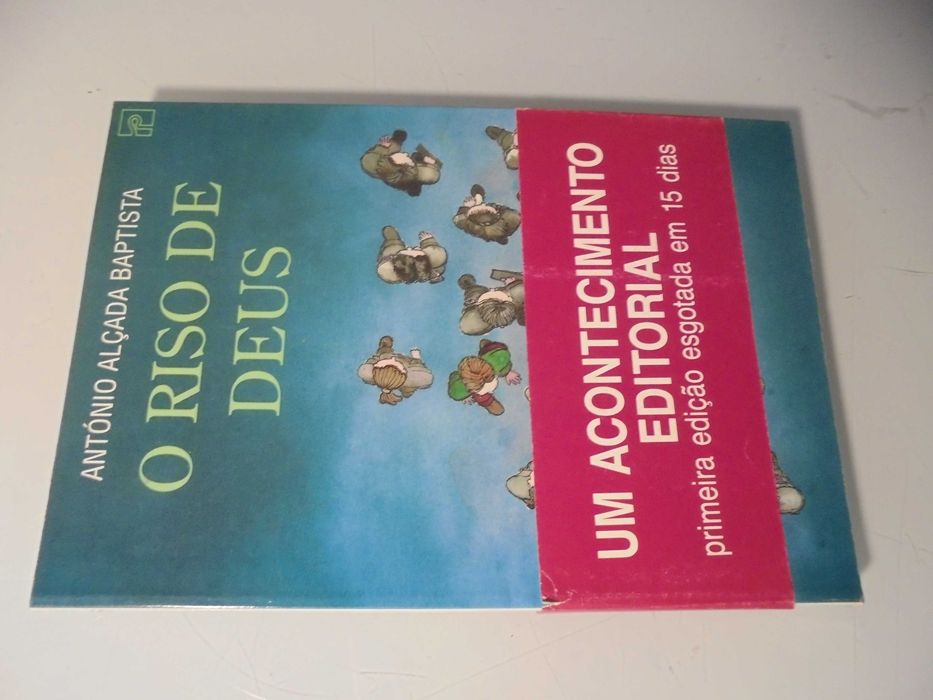 ANTÓNIO ALÇADA BAPTISTA
O RISO DE
DEUS
UM ACONTECIMENTO
EDITORIAL
primeira edição esgotada em 15 dias